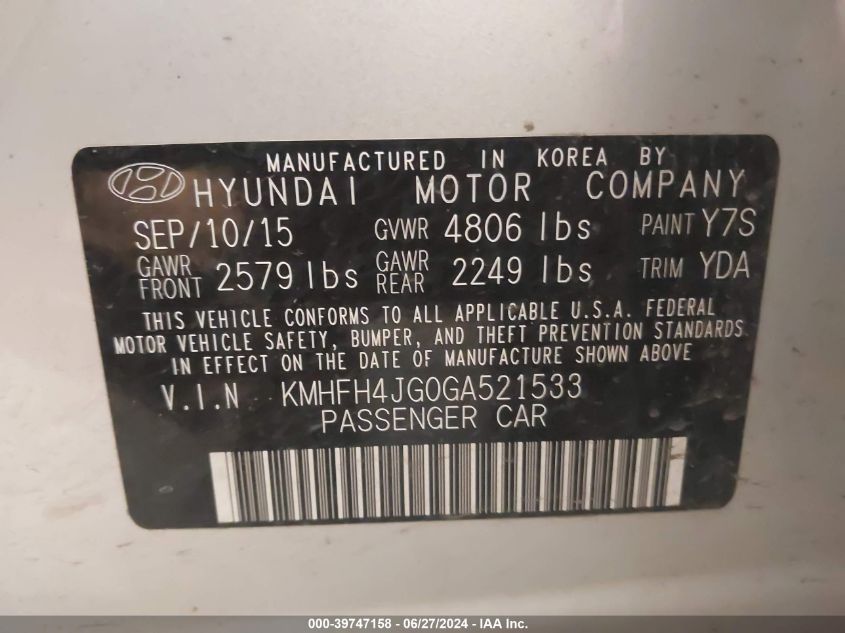 MANUFACTURED IN KOREA BY
HYUNDAI MOTOR COMPANY
SEP/10/15 GVWR 4806 lbs PAINT Y7S
GAWR FRONT 2579 lbs GAWR REAR 2249 lbs TRIM YDA
THIS VEHICLE CONFORMS TO ALL APPLICABLE U.S.A. FEDERAL
MOTOR VEHICLE SAFETY, BUMPER, AND THEFT PREVENTION STANDARDS
IN EFFECT ON THE DATE OF MANUFACTURE SHOWN ABOVE
V.I.N KMHFH4JG0GA521533
PASSENGER CAR
000-39747158 - 06/27/2024 - IAA Inc.